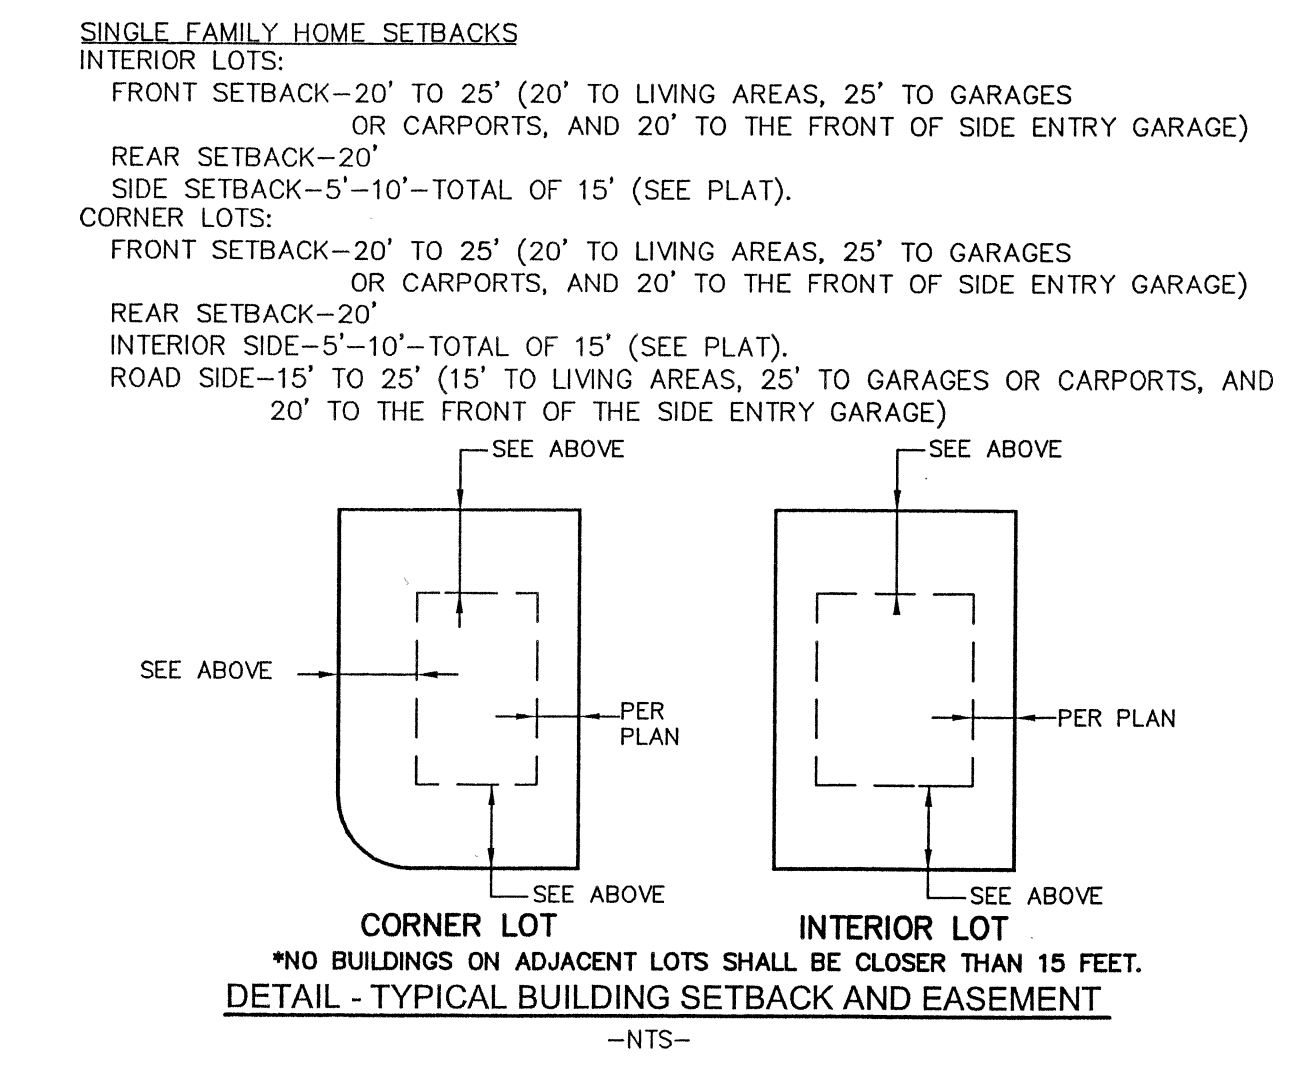 SINGLE FAMILY HOME SETBACKS
INTERIOR LOTS:
FRONT SETBACK-20' TO 25' (20' TO LIVING AREAS, 25' TO GARAGES
OR CARPORTS, AND 20' TO THE FRONT OF SIDE ENTRY GARAGE)
REAR SETBACK-20'
SIDE SETBACK-5'-10'-TOTAL OF 15' (SEE PLAT).
CORNER LOTS:
FRONT SETBACK-20' TO 25' (20' TO LIVING AREAS, 25' TO GARAGES
OR CARPORTS, AND 20' TO THE FRONT OF SIDE ENTRY GARAGE)
REAR SETBACK-20'
INTERIOR SIDE-5'-10'-TOTAL OF 15' (SEE PLAT).
ROAD SIDE-15' TO 25' (15' TO LIVING AREAS, 25' TO GARAGES OR CARPORTS, AND
20' TO THE FRONT OF THE SIDE ENTRY GARAGE)
SEE ABOVE
SEE ABOVE
SEE ABOVE
PER
PLAN
PER PLAN
SEE ABOVE
SEE ABOVE
CORNER LOT
INTERIOR LOT
*NO BUILDINGS ON ADJACENT LOTS SHALL BE CLOSER THAN 15 FEET.
DETAIL - TYPICAL BUILDING SETBACK AND EASEMENT
-NTS-